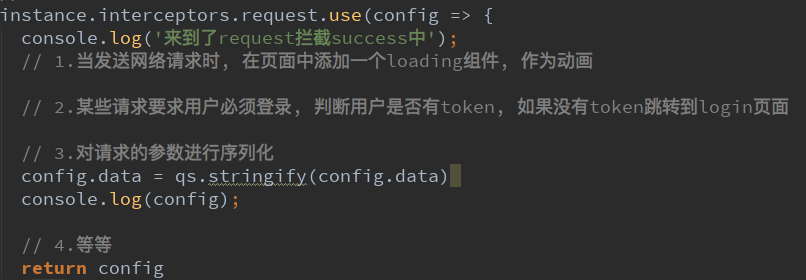 instance.interceptors.request.use(config => {
console.log('来到了request拦截success中');
// 1.当发送网络请求时, 在页面中添加一个loading组件, 作为动画
// 2.某些请求要求用户必须登录, 判断用户是否有token, 如果没有token跳转到login页面
// 3.对请求的参数进行序列化
config.data = qs.stringify(config.data)
console.log(config);
// 4.等等
return config